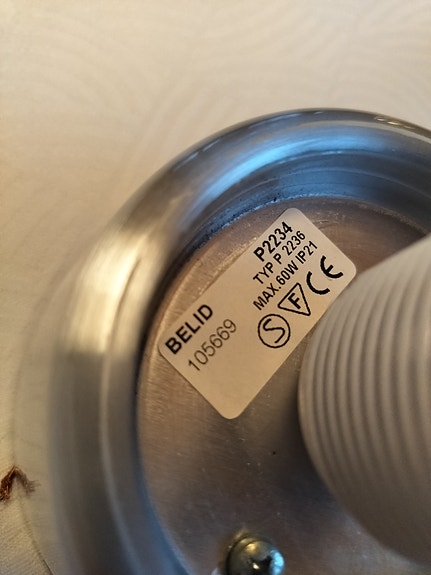 BELID
105669
P2234
TYP P 2236
MAX.60W IP21
S F CE